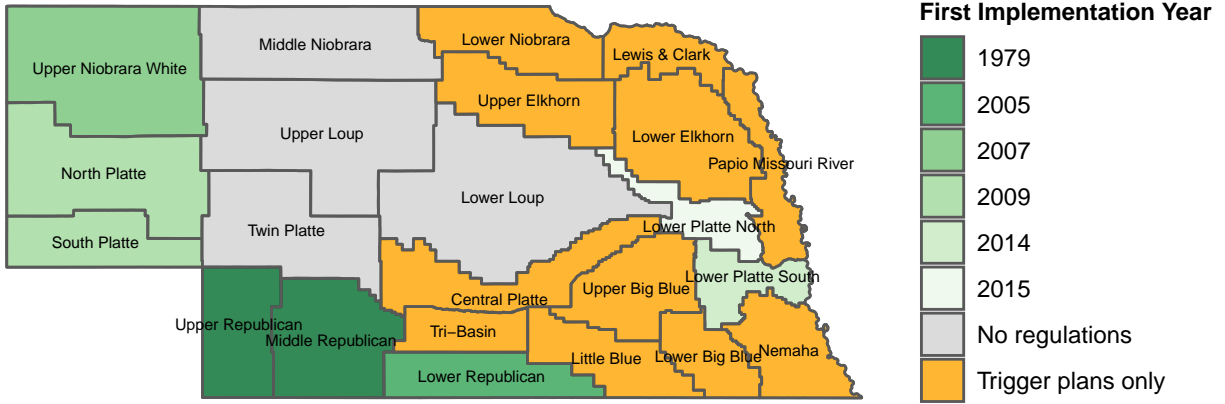 Middle Niobrara
Lower Niobrara
Lewis & Clark
Upper Niobrara White
Upper Elkhorn
Upper Loup
Lower Elkhorn
Papio Missouri River
North Platte
Lower Loup
Twin Platte
Lower Platte North
South Platte
Lower Platte South
Upper Big Blue
Central Platte
Upper Republican
Tri−Basin
Middle Republican
Nemaha
Little Blue
Lower Big Blue
Lower Republican
First Implementation Year
1979
2005
2007
2009
2014
2015
No regulations
Trigger plans only